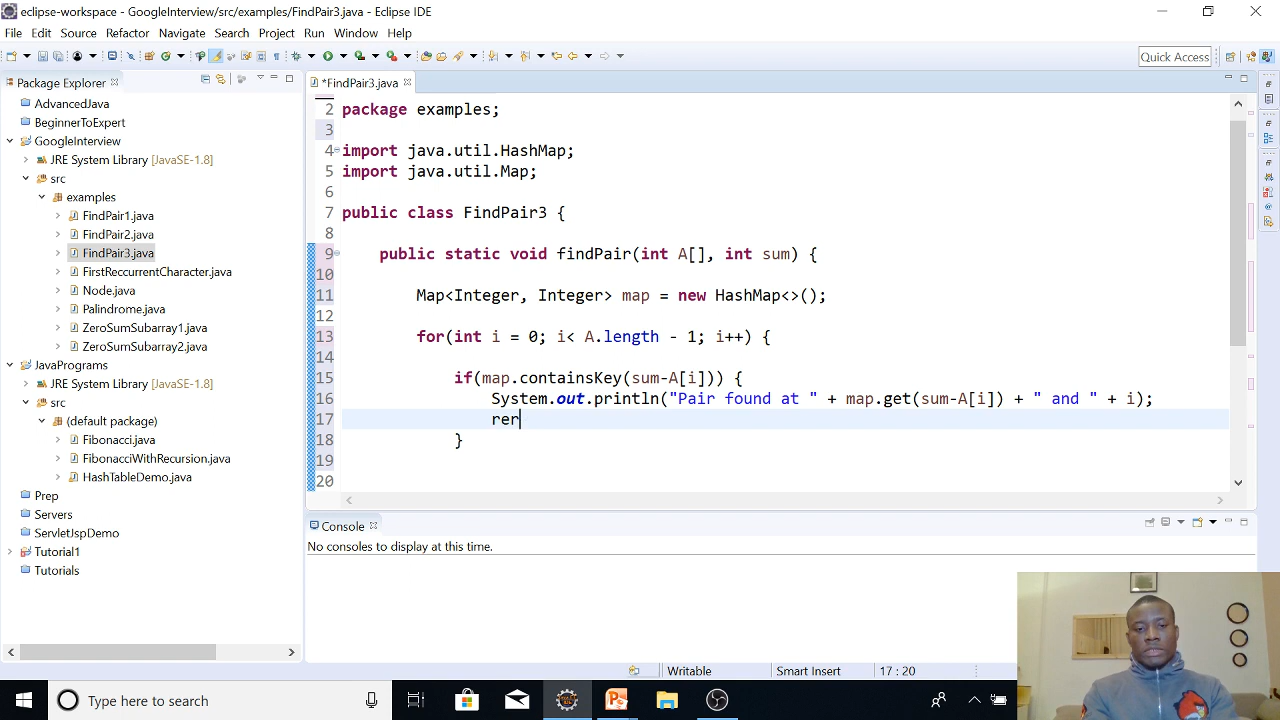 eclipse-workspace - GoogleInterview/src/examples/FindPair3.java - Eclipse IDE
File Edit Source Refactor Navigate Search Project Run Window Help
Quick Access
Package Explorer
AdvancedJava
BeginnerToExpert
GoogleInterview
JRE System Library [JavaSE-1.8]
src
examples
FindPair1.java
FindPair2.java
FindPair3.java
FirstReccurrentCharacter.java
Node.java
Palindrome.java
ZeroSumSubarray1.java
ZeroSumSubarray2.java
JavaPrograms
JRE System Library [JavaSE-1.8]
src
(default package)
Fibonacci.java
FibonacciWithRecursion.java
HashTableDemo.java
Prep
Servers
ServletJspDemo
Tutorial1
Tutorials
*FindPair3.java
2 package examples;
3
4 import java.util.HashMap;
5 import java.util.Map;
6
7 public class FindPair3 {
8
9 public static void findPair(int A[], int sum) {
10
11 Map<Integer, Integer> map = new HashMap<>();
12
13 for(int i = 0; i< A.length - 1; i++) {
14
15 if(map.containsKey(sum-A[i])) {
16 System.out.println("Pair found at " + map.get(sum-A[i]) + " and " + i);
17 rer
18 }
19
20
Console
No consoles to display at this time.
Writable Smart Insert 17 : 20
Type here to search